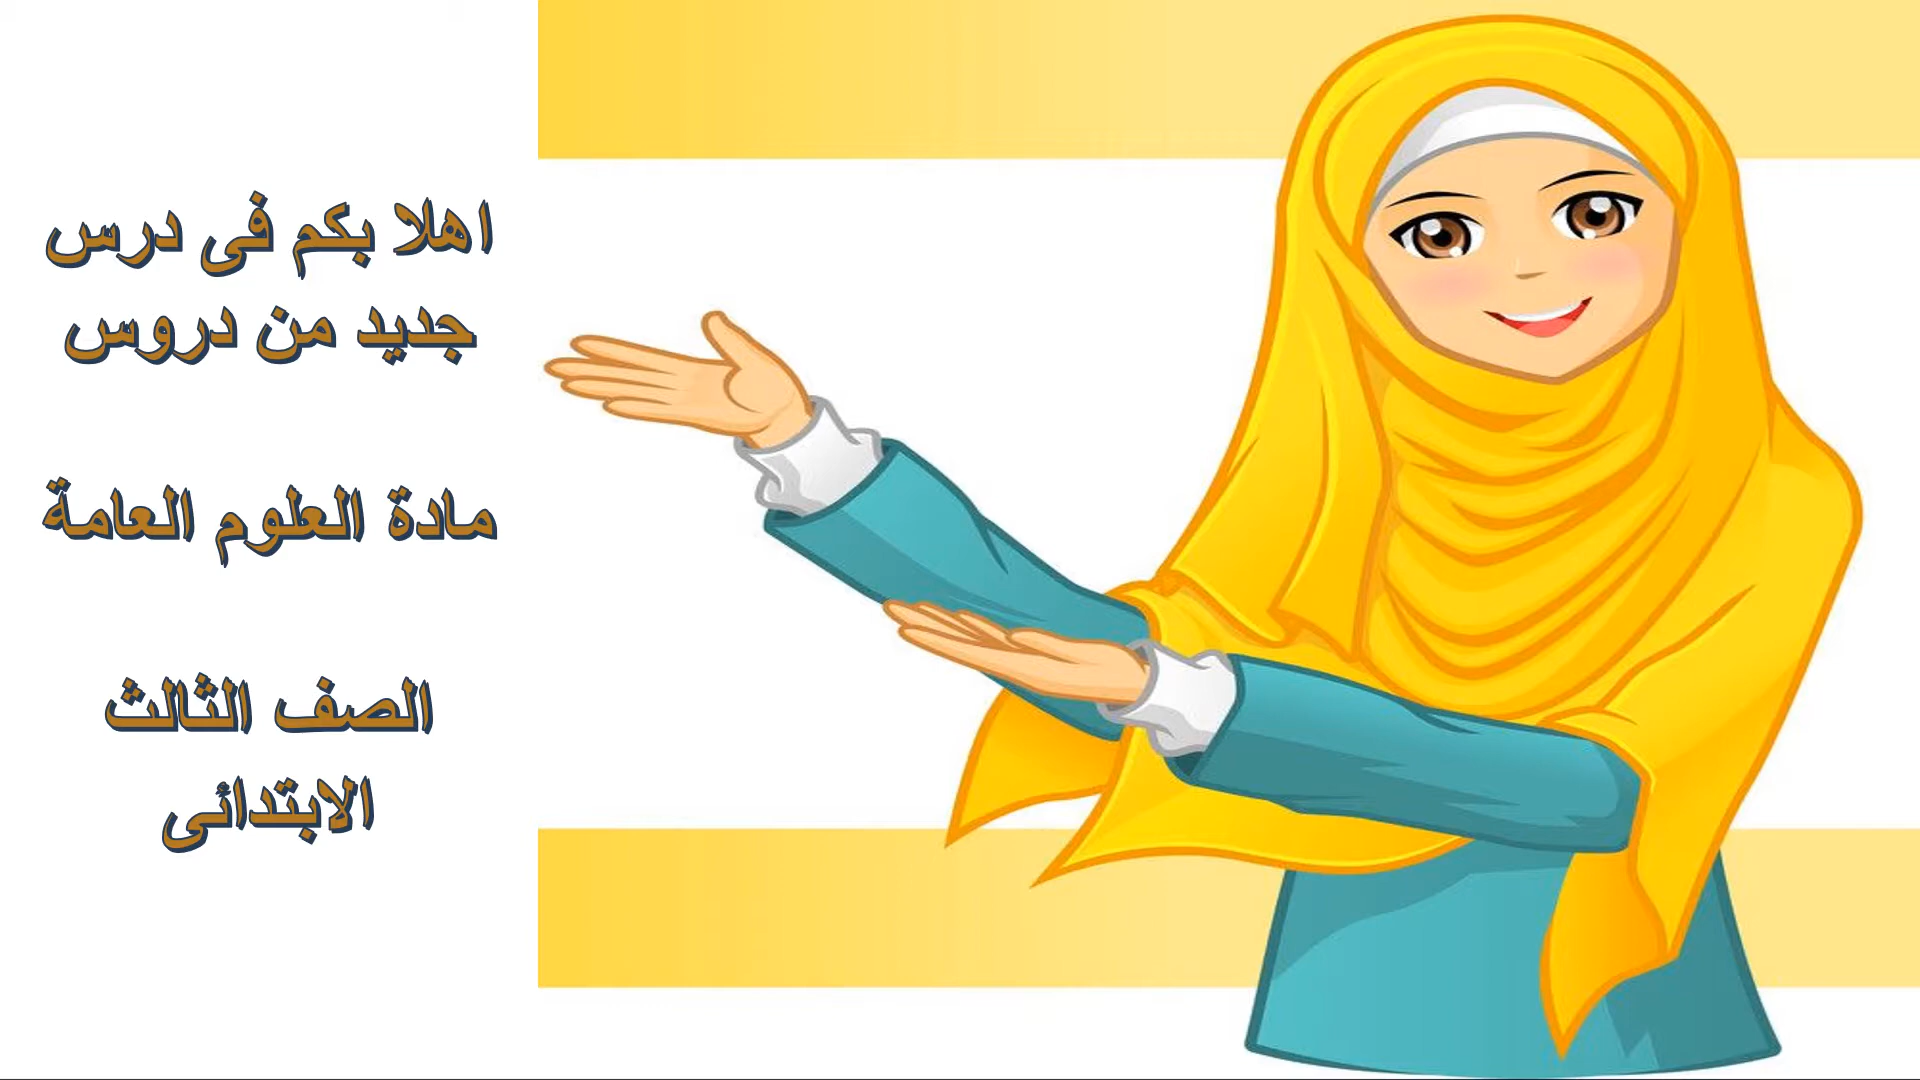 اهلا بكم فى درس
جديد من دروس
مادة العلوم العامة
الصف الثالث
الابتدائى